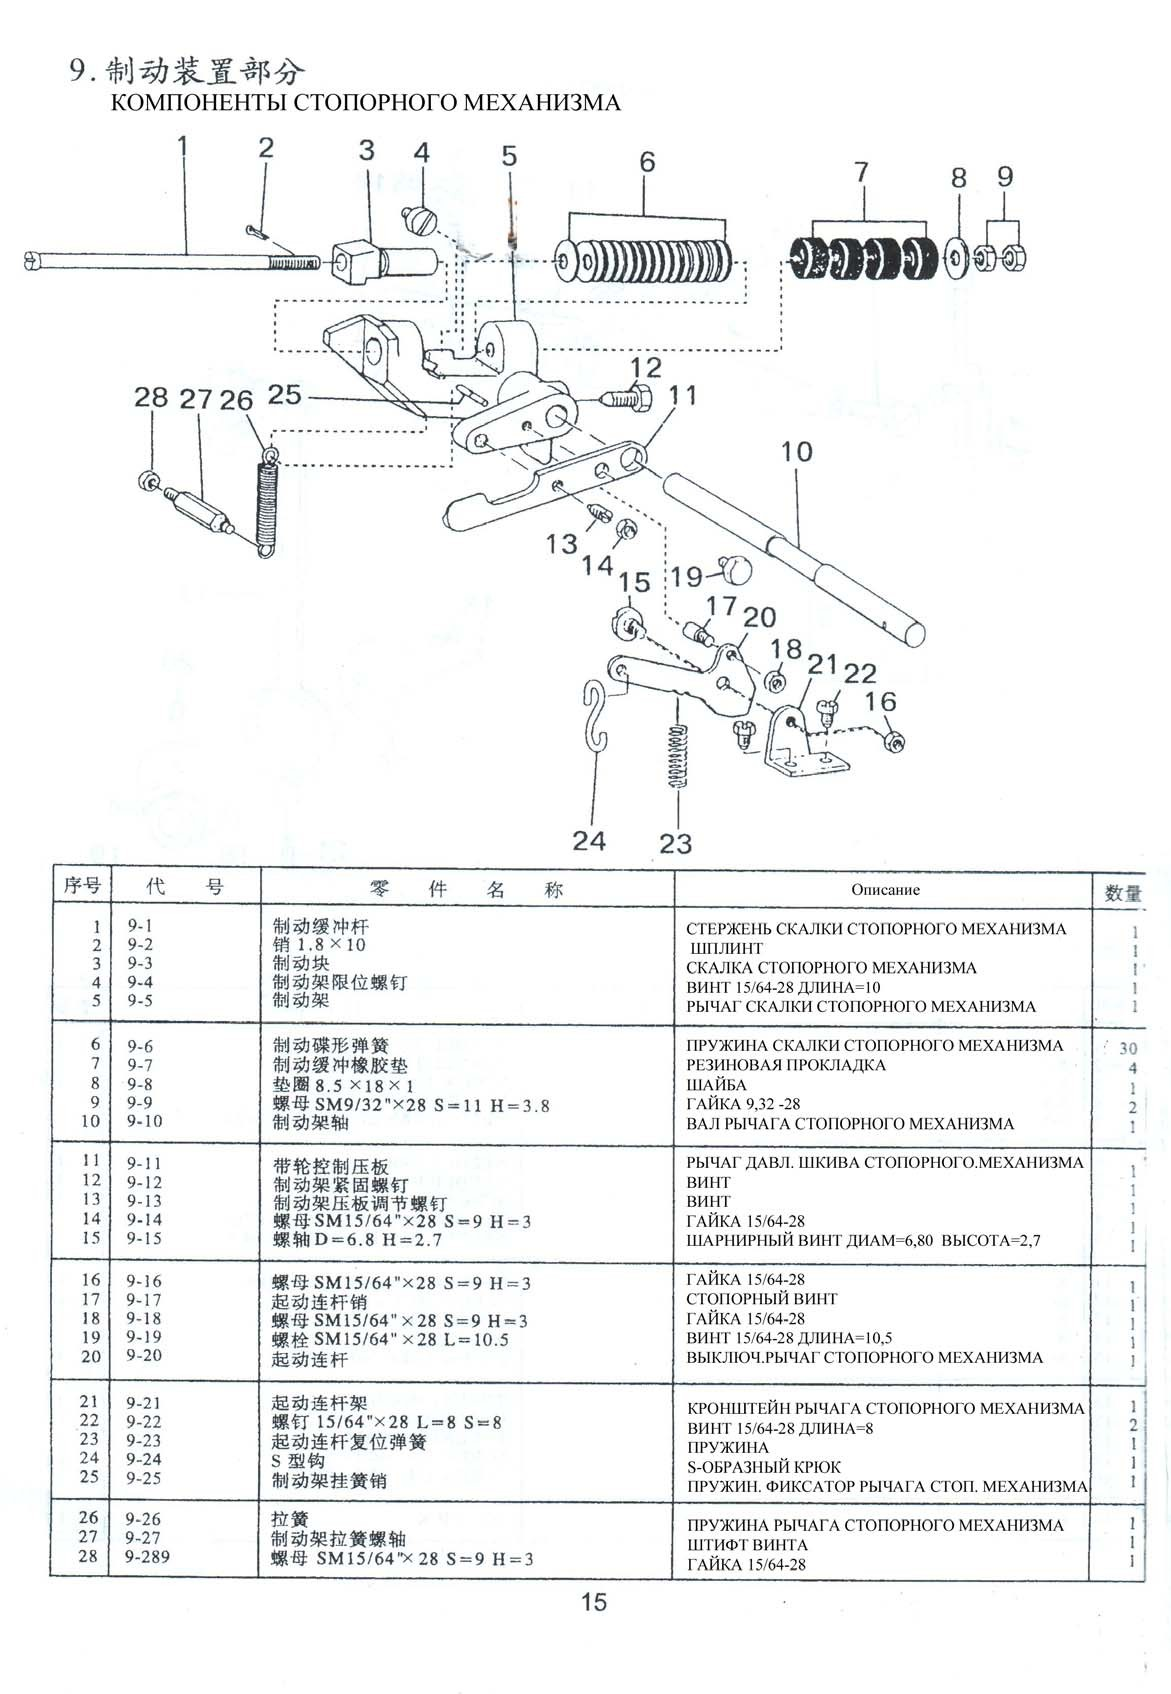 9. 制动装置部分
КОМПОНЕНТЫ СТОПОРНОГО МЕХАНИЗМА
1 2 3 4 5 6 7 8 9
12
11
28 27 26 25
10
13
14
15 19
17 20
18 21 22
16
24 23
序号 代号 零件名称 Описание 数量
1 9-1 制动缓冲杆 СТЕРЖЕНЬ СКАЛКИ СТОПОРНОГО МЕХАНИЗМА 1
2 9-2 销 1.8×10 ШПЛИНТ 1
3 9-3 制动块 СКАЛКА СТОПОРНОГО МЕХАНИЗМА 1
4 9-4 制动架限位螺钉 ВИНТ 15/64-28 ДЛИНА=10 1
5 9-5 制动架 РЫЧАГ СКАЛКИ СТОПОРНОГО МЕХАНИЗМА 1
6 9-6 制动碟形弹簧 ПРУЖИНА СКАЛКИ СТОПОРНОГО МЕХАНИЗМА 30
7 9-7 制动缓冲橡胶垫 РЕЗИНОВАЯ ПРОКЛАДКА 4
8 9-8 垫圈 8.5×18×1 ШАЙБА 1
9 9-9 螺母 SM9/32"×28 S=11 H=3.8 ГАЙКА 9,32 -28 2
10 9-10 制动架轴 ВАЛ РЫЧАГА СТОПОРНОГО МЕХАНИЗМА 1
11 9-11 带轮控制压板 РЫЧАГ ДАВЛ. ШКИВА СТОПОРНОГО.МЕХАНИЗМА 1
12 9-12 制动架紧固螺钉 ВИНТ 1
13 9-13 制动架压板调节螺钉 ВИНТ 1
14 9-14 螺母 SM15/64"×28 S=9 H=3 ГАЙКА 15/64-28 1
15 9-15 螺轴 D=6.8 H=2.7 ШАРНИРНЫЙ ВИНТ ДИАМ=6,80 ВЫСОТА=2,7 1
16 9-16 螺母 SM15/64"×28 S=9 H=3 ГАЙКА 15/64-28 1
17 9-17 起动连杆销 СТОПОРНЫЙ ВИНТ 1
18 9-18 螺母 SM15/64"×28 S=9 H=3 ГАЙКА 15/64-28 1
19 9-19 螺栓 SM15/64"×28 L=10.5 ВИНТ 15/64-28 ДЛИНА=10,5 1
20 9-20 起动连杆 ВЫКЛЮЧ.РЫЧАГ СТОПОРНОГО МЕХАНИЗМА 1
21 9-21 起动连杆架 КРОНШТЕЙН РЫЧАГА СТОПОРНОГО МЕХАНИЗМА 1
22 9-22 螺钉 15/64"×28 L=8 S=8 ВИНТ 15/64-28 ДЛИНА=8 2
23 9-23 起动连杆复位弹簧 ПРУЖИНА 1
24 9-24 S 型钩 S-ОБРАЗНЫЙ КРЮК 1
25 9-25 制动架挂簧销 ПРУЖИН. ФИКСАТОР РЫЧАГА СТОП. МЕХАНИЗМА 1
26 9-26 拉簧 ПРУЖИНА РЫЧАГА СТОПОРНОГО МЕХАНИЗМА 1
27 9-27 制动架拉簧螺轴 ШТИФТ ВИНТА 1
28 9-289 螺母 SM15/64"×28 S=9 H=3 ГАЙКА 15/64-28 1
15